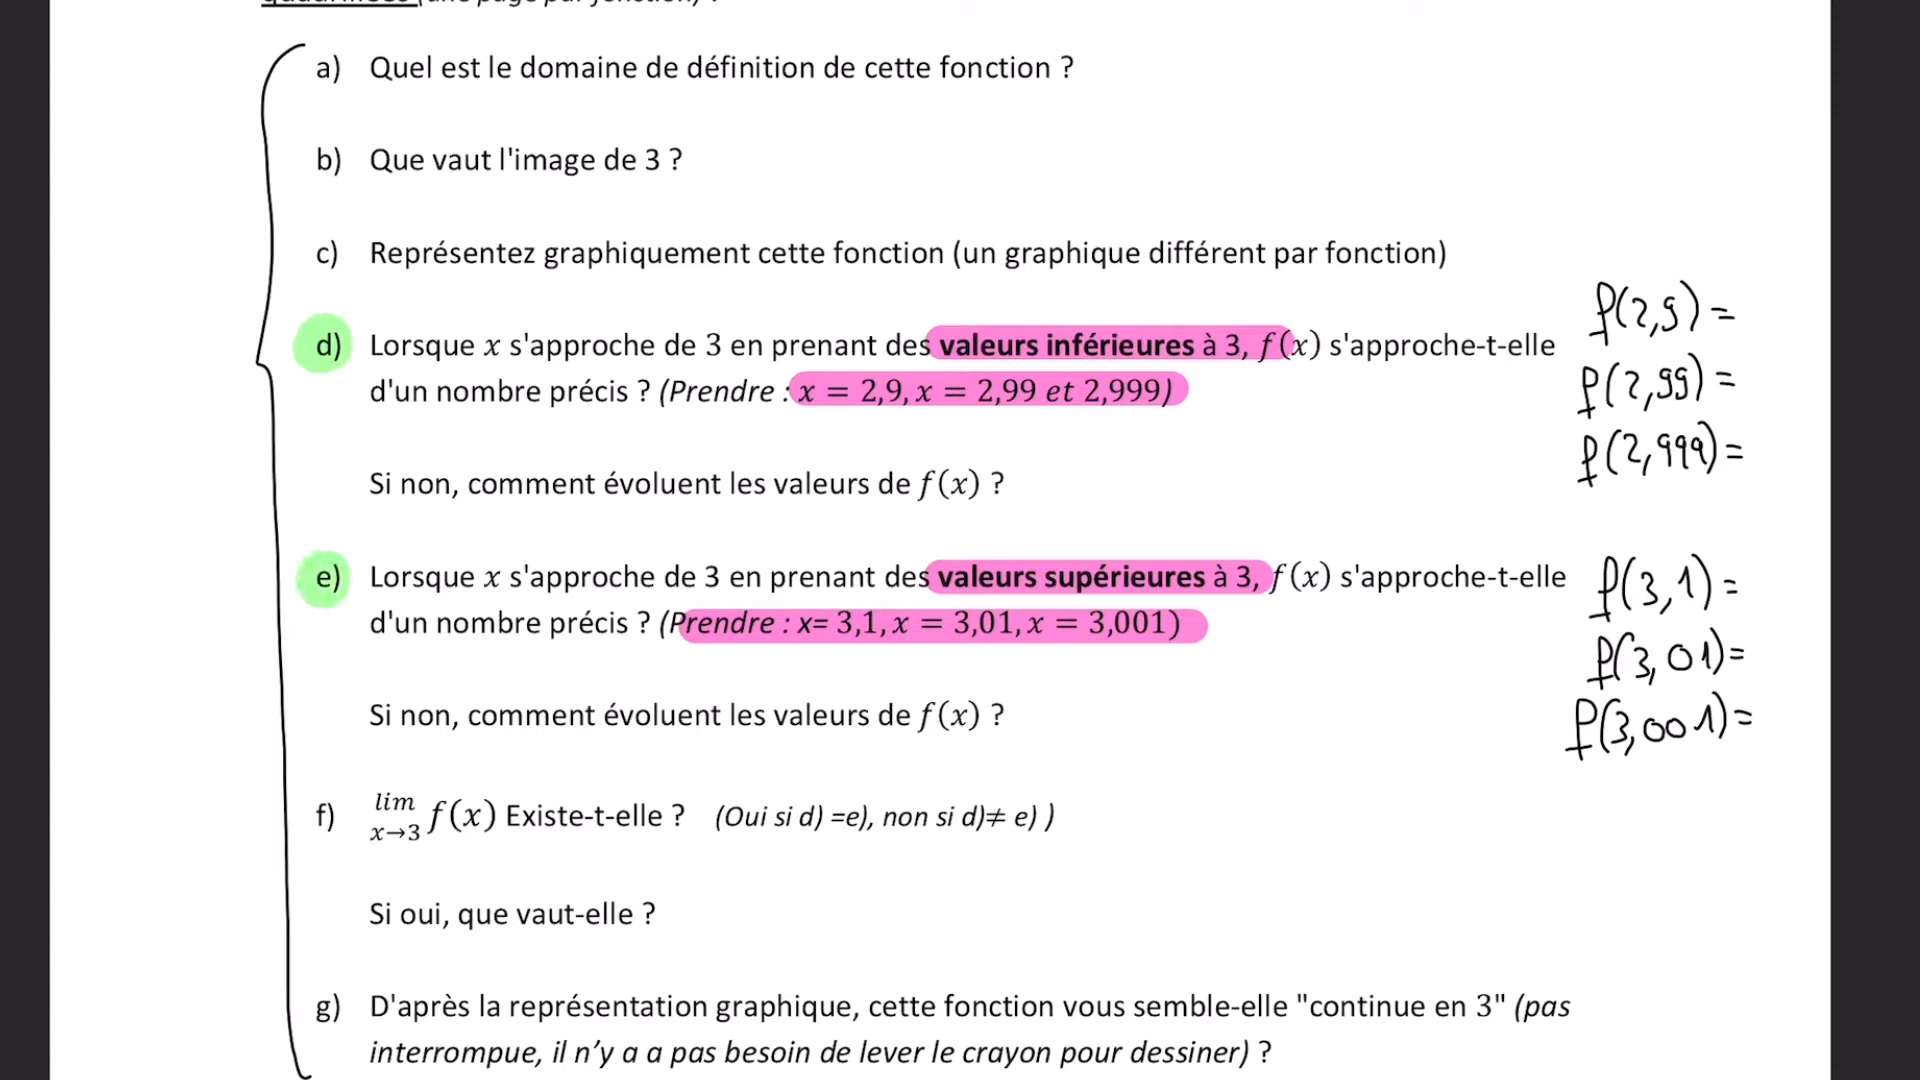 a) Quel est le domaine de définition de cette fonction ?
b) Que vaut l'image de 3 ?
c) Représentez graphiquement cette fonction (un graphique différent par fonction)
d) Lorsque x s'approche de 3 en prenant des valeurs inférieures à 3, f(x) s'approche-t-elle
d'un nombre précis ? (Prendre : x = 2,9, x = 2,99 et 2,999)
f(2,9) =
f(2,99) =
f(2,999) =
Si non, comment évoluent les valeurs de f(x) ?
e) Lorsque x s'approche de 3 en prenant des valeurs supérieures à 3, f(x) s'approche-t-elle
d'un nombre précis ? (Prendre : x= 3,1, x = 3,01, x = 3,001)
f(3,1) =
f(3,01) =
f(3,001) =
Si non, comment évoluent les valeurs de f(x) ?
f) lim x→3 f(x) Existe-t-elle ? (Oui si d) =e), non si d)≠ e) )
Si oui, que vaut-elle ?
g) D'après la représentation graphique, cette fonction vous semble-elle "continue en 3" (pas
interrompue, il n'y a a pas besoin de lever le crayon pour dessiner) ?